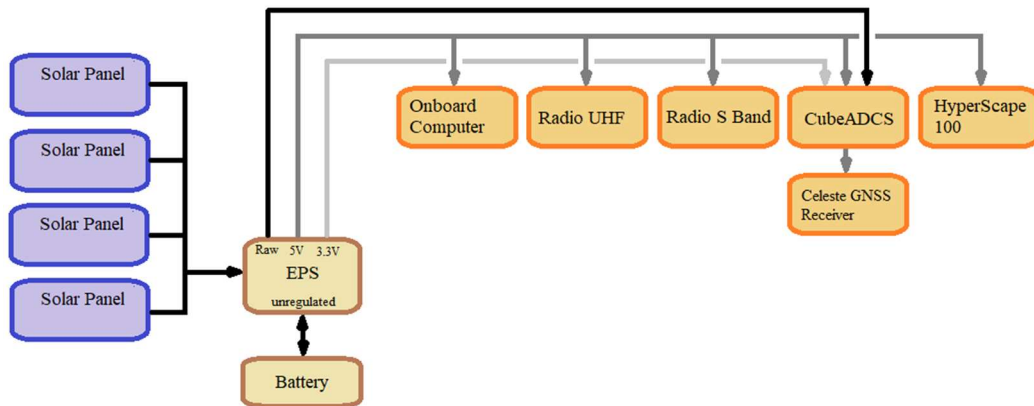 Solar Panel
Solar Panel
Solar Panel
Solar Panel
Raw 5V 3.3V
EPS
unregulated
Battery
Onboard
Computer
Radio UHF
Radio S Band
CubeADCS
HyperScape
100
Celeste GNSS
Receiver